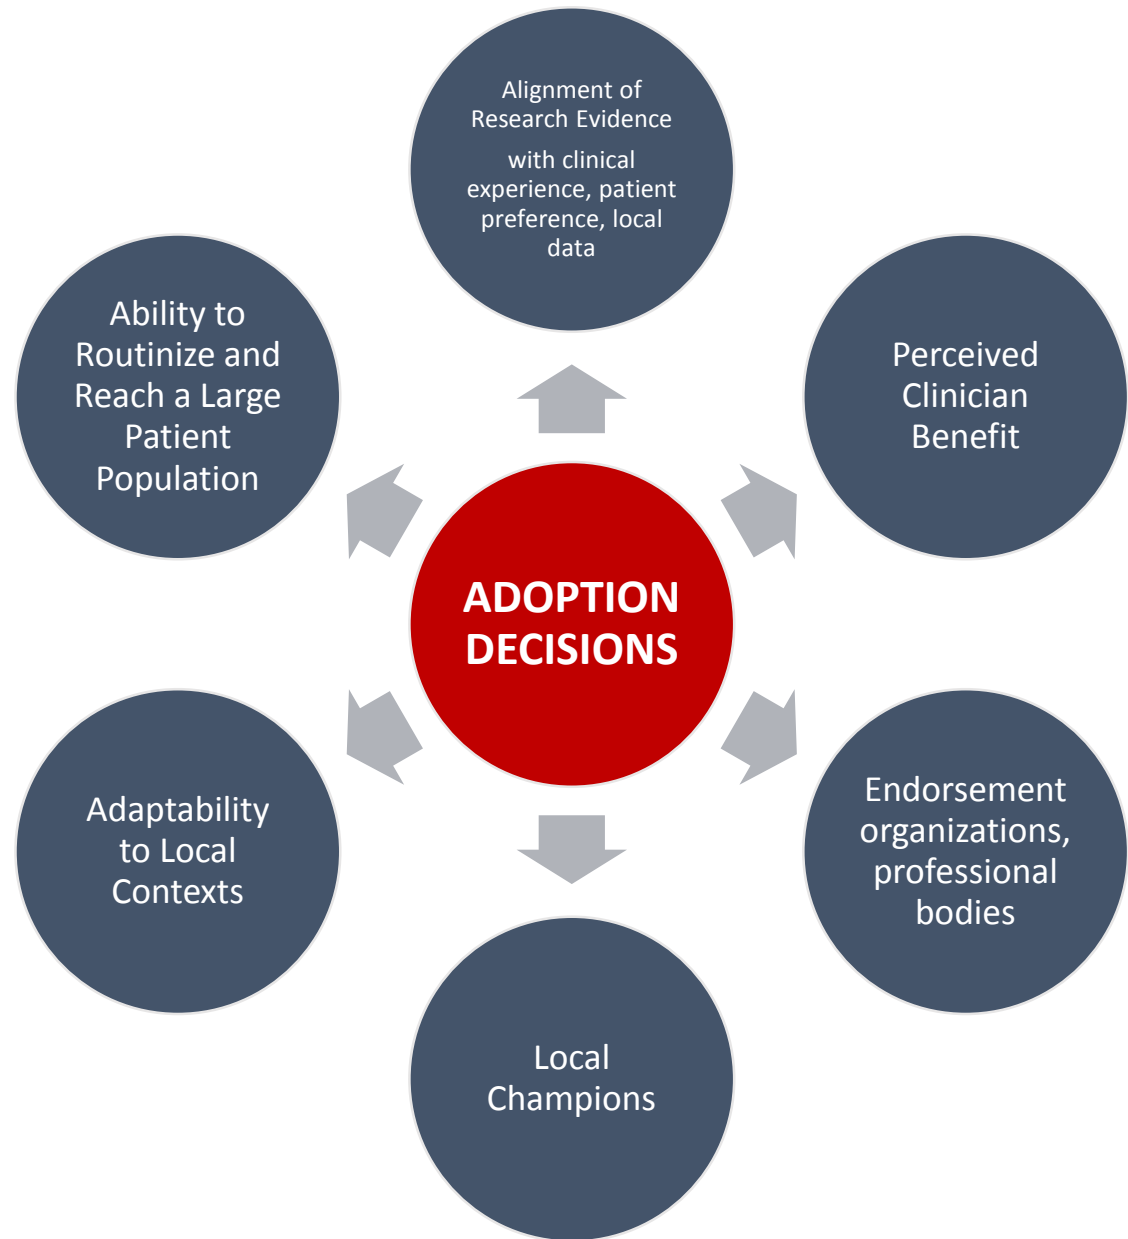 Alignment of
Research Evidence
with clinical
experience, patient
preference, local
data
Perceived
Clinician
Benefit
Endorsement
organizations,
professional
bodies
Local
Champions
Adaptability
to Local
Contexts
Ability to
Routinize and
Reach a Large
Patient
Population
ADOPTION
DECISIONS